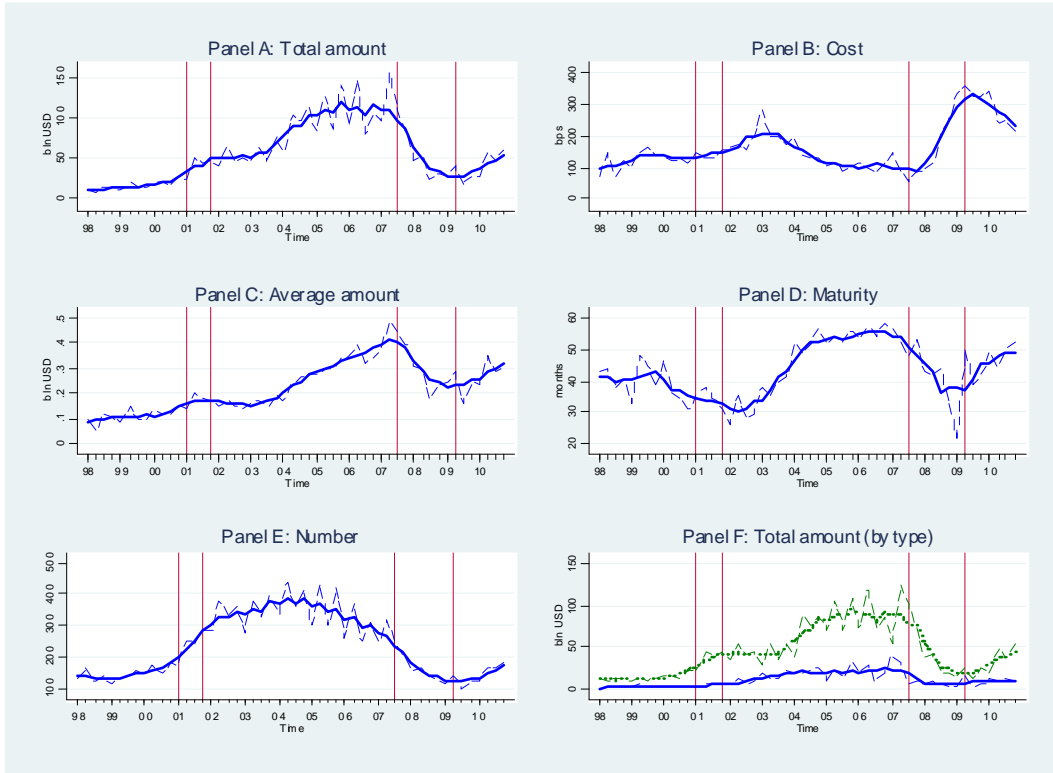 Panel A: Total amount
bln USD
150
100
50
0
98 99 00 01 02 03 04 05 06 07 08 09 10
Time
Panel B: Cost
bp.s
400
300
200
100
0
98 99 00 01 02 03 04 05 06 07 08 09 10
Time
Panel C: Average amount
bln USD
.5
.4
.3
.2
.1
0
98 99 00 01 02 03 04 05 06 07 08 09 10
Time
Panel D: Maturity
months
60
50
40
30
20
98 99 00 01 02 03 04 05 06 07 08 09 10
Time
Panel E: Number
500
400
300
200
100
98 99 00 01 02 03 04 05 06 07 08 09 10
Time
Panel F: Total amount (by type)
bln USD
150
100
50
0
98 99 00 01 02 03 04 05 06 07 08 09 10
Time